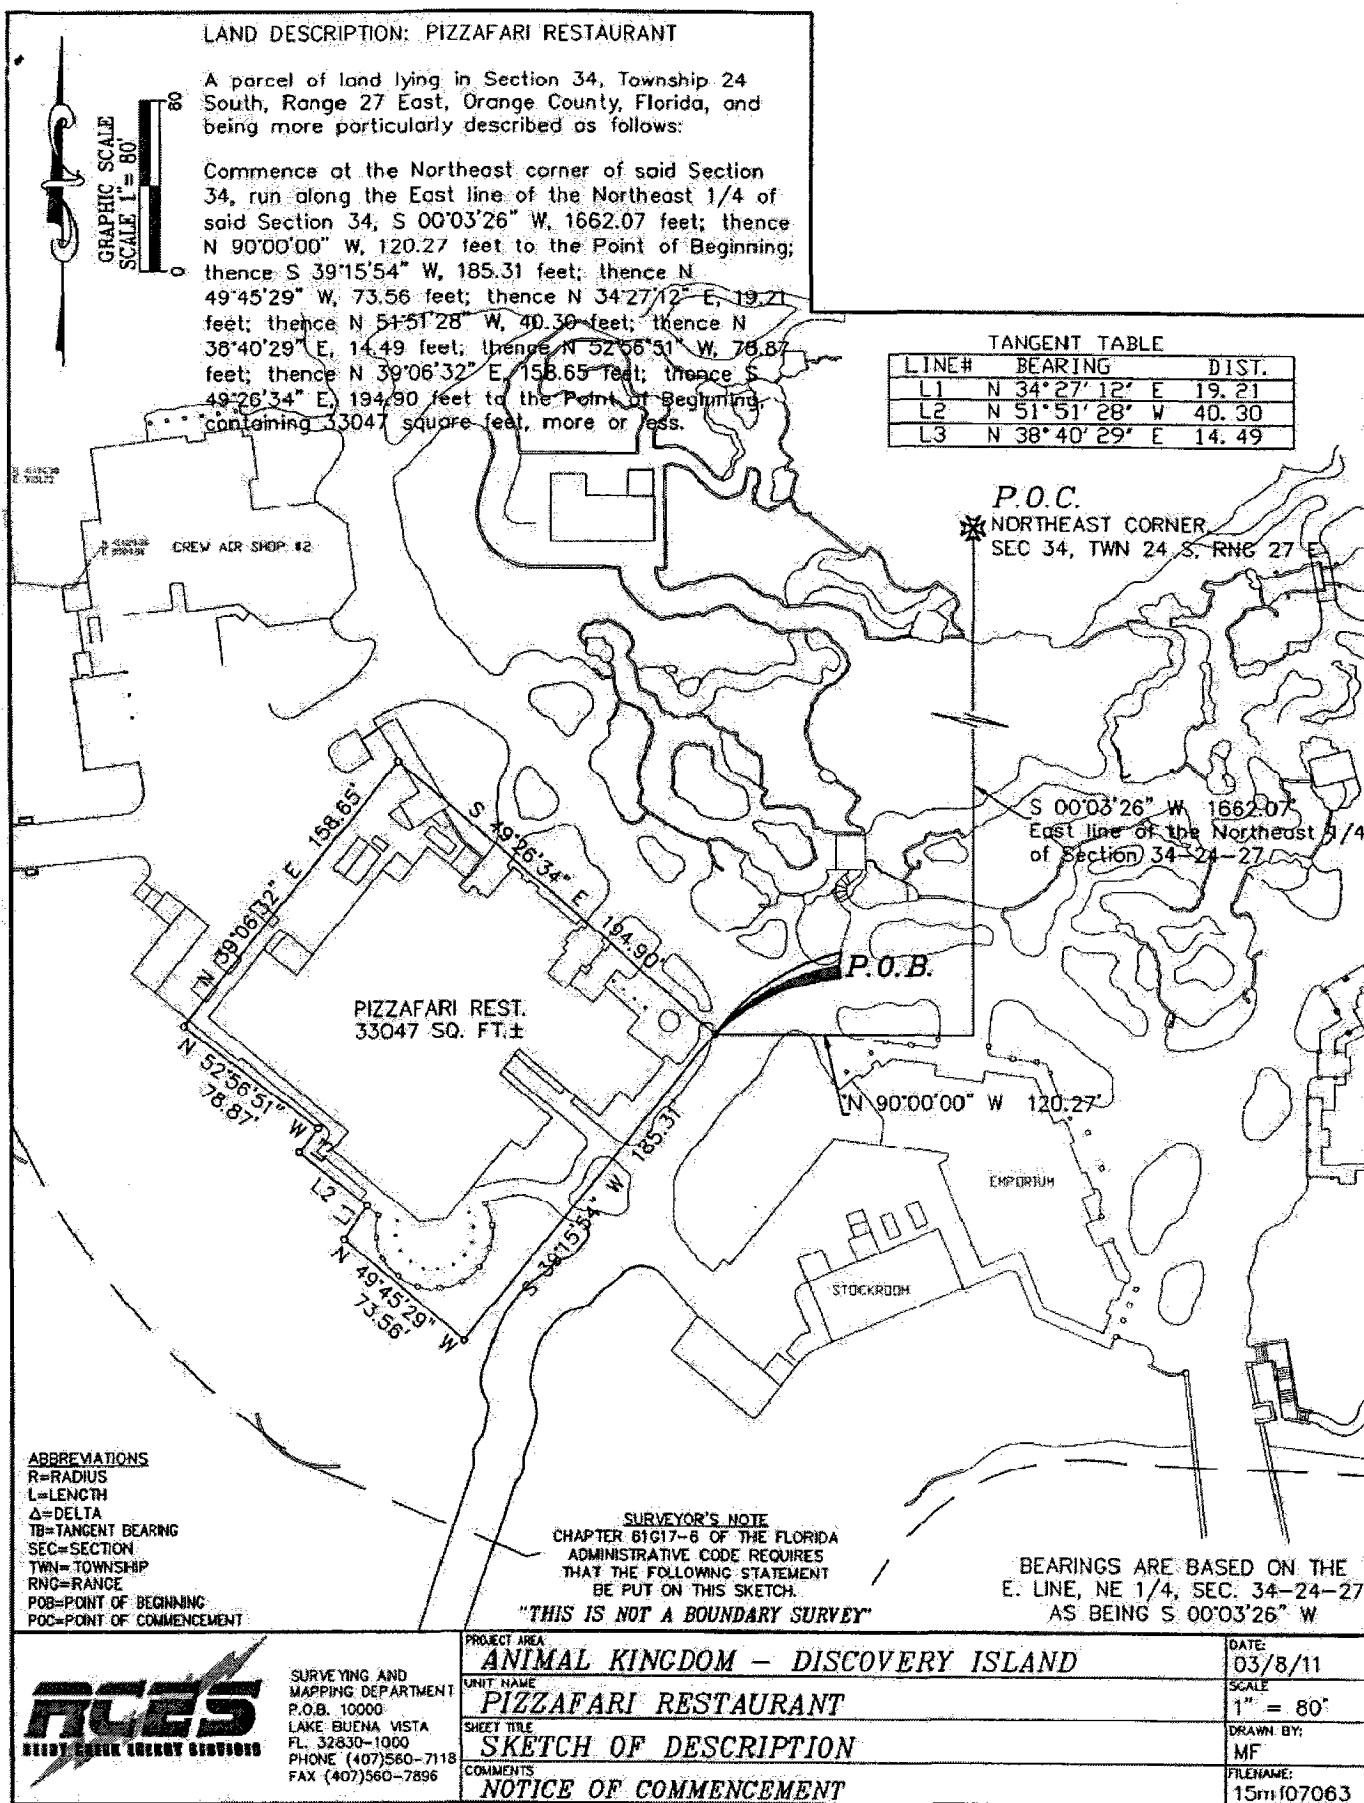 LAND DESCRIPTION: PIZZAFARI RESTAURANT
A parcel of land lying in Section 34, Township 24
South, Range 27 East, Orange County, Florida, and
being more particularly described as follows:
Commence at the Northeast corner of said Section
34, run along the East line of the Northeast 1/4 of
said Section 34, S 00°03'26" W, 1662.07 feet; thence
N 90°00'00" W, 120.27 feet to the Point of Beginning;
thence S 39°15'54" W, 185.31 feet; thence N
49°45'29" W, 73.56 feet; thence N 34°27'12" E, 19.21
feet; thence N 51°51'28" W, 40.30 feet; thence N
38°40'29" E, 14.49 feet; thence N 52°56'51" W, 78.87
feet; thence N 39°06'32" E, 158.65 feet; thence S
49°26'34" E, 194.90 feet to the Point of Beginning,
containing 33047 square feet, more or less.
GRAPHIC SCALE
SCALE 1"= 80'
80
0
TANGENT TABLE
LINE# BEARING DIST.
L1 N 34°27'12" E 19.21
L2 N 51°51'28" W 40.30
L3 N 38°40'29" E 14.49
P.O.C.
NORTHEAST CORNER
SEC 34, TWN 24 S, RNG 27 E
CREW ACR SHOP #2
S 00°03'26" W 1662.07'
East line of the Northeast 1/4
of Section 34-24-27
158.65'
N 39°06'32" E
S 49°26'34" E
194.90'
P.O.B.
PIZZAFARI REST.
33047 SQ. FT.±
N 52°56'51" W
78.87'
N 90°00'00" W 120.27'
185.31'
S 39°15'54" W
L2
L1
N 49°45'29" W
73.56'
EMPORIUM
STOCKROOM
ABBREVIATIONS
R=RADIUS
L=LENGTH
Δ=DELTA
TB=TANGENT BEARING
SEC=SECTION
TWN=TOWNSHIP
RNG=RANGE
POB=POINT OF BEGINNING
POC=POINT OF COMMENCEMENT
SURVEYOR'S NOTE
CHAPTER 61G17-6 OF THE FLORIDA
ADMINISTRATIVE CODE REQUIRES
THAT THE FOLLOWING STATEMENT
BE PUT ON THIS SKETCH.
"THIS IS NOT A BOUNDARY SURVEY"
BEARINGS ARE BASED ON THE
E. LINE, NE 1/4, SEC. 34-24-27
AS BEING S 00°03'26" W
RCES
REEDY CREEK ENERGY SERVICES
SURVEYING AND
MAPPING DEPARTMENT
P.O.B. 10000
LAKE BUENA VISTA
FL. 32830-1000
PHONE (407)560-7118
FAX (407)560-7896
PROJECT AREA
ANIMAL KINGDOM - DISCOVERY ISLAND
UNIT NAME
PIZZAFARI RESTAURANT
SHEET TITLE
SKETCH OF DESCRIPTION
COMMENTS
NOTICE OF COMMENCEMENT
DATE:
03/8/11
SCALE
1" = 80'
DRAWN BY:
MF
FILENAME:
15mf07063